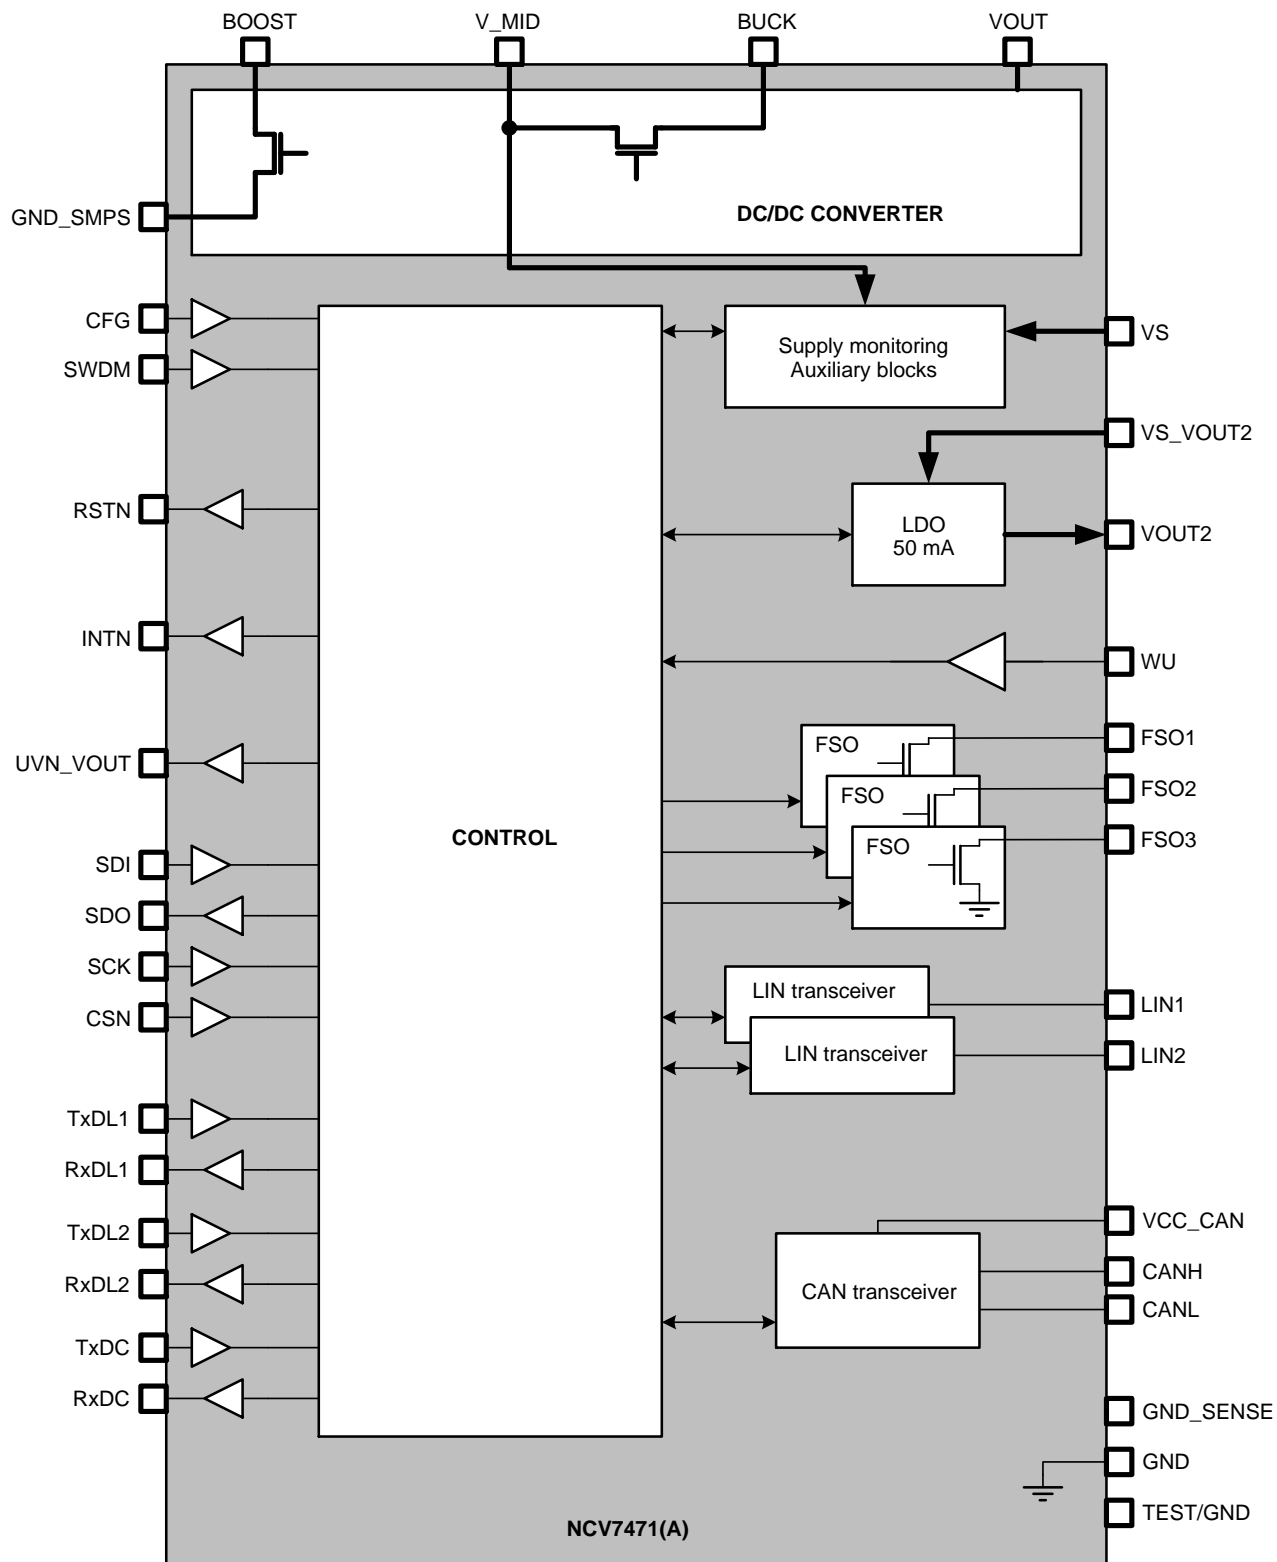 BOOST
V_MID
BUCK
VOUT
GND_SMPS
DC/DC CONVERTER
CFG
SWDM
RSTN
INTN
UVN_VOUT
SDI
SDO
SCK
CSN
TxDL1
RxDL1
TxDL2
RxDL2
TxDC
RxDC
CONTROL
Supply monitoring
Auxiliary blocks
VS
VS_VOUT2
LDO
50 mA
VOUT2
WU
FSO
FSO1
FSO
FSO2
FSO
FSO3
LIN transceiver
LIN1
LIN transceiver
LIN2
VCC_CAN
CAN transceiver
CANH
CANL
GND_SENSE
GND
TEST/GND
NCV7471(A)